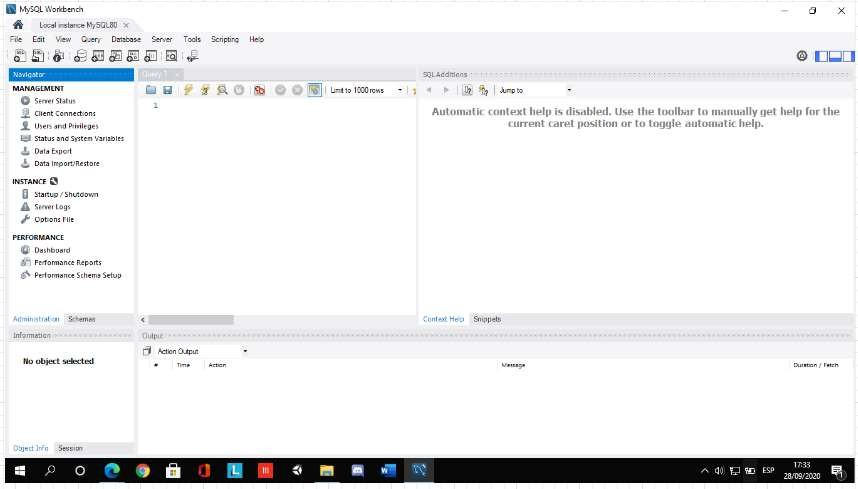 MySQL Workbench
Local instance MySQL80 ×
File Edit View Query Database Server Tools Scripting Help
Navigator
MANAGEMENT
Server Status
Client Connections
Users and Privileges
Status and System Variables
Data Export
Data Import/Restore
INSTANCE
Startup / Shutdown
Server Logs
Options File
PERFORMANCE
Dashboard
Performance Reports
Performance Schema Setup
Administration Schemas
Query 1 ×
Limit to 1000 rows
1
SQLAdditions
Jump to
Automatic context help is disabled. Use the toolbar to manually get help for the
current caret position or to toggle automatic help.
Context Help Snippets
Information
No object selected
Object Info Session
Output
Action Output
# Time Action Message Duration / Fetch
ESP
17:33
28/09/2020